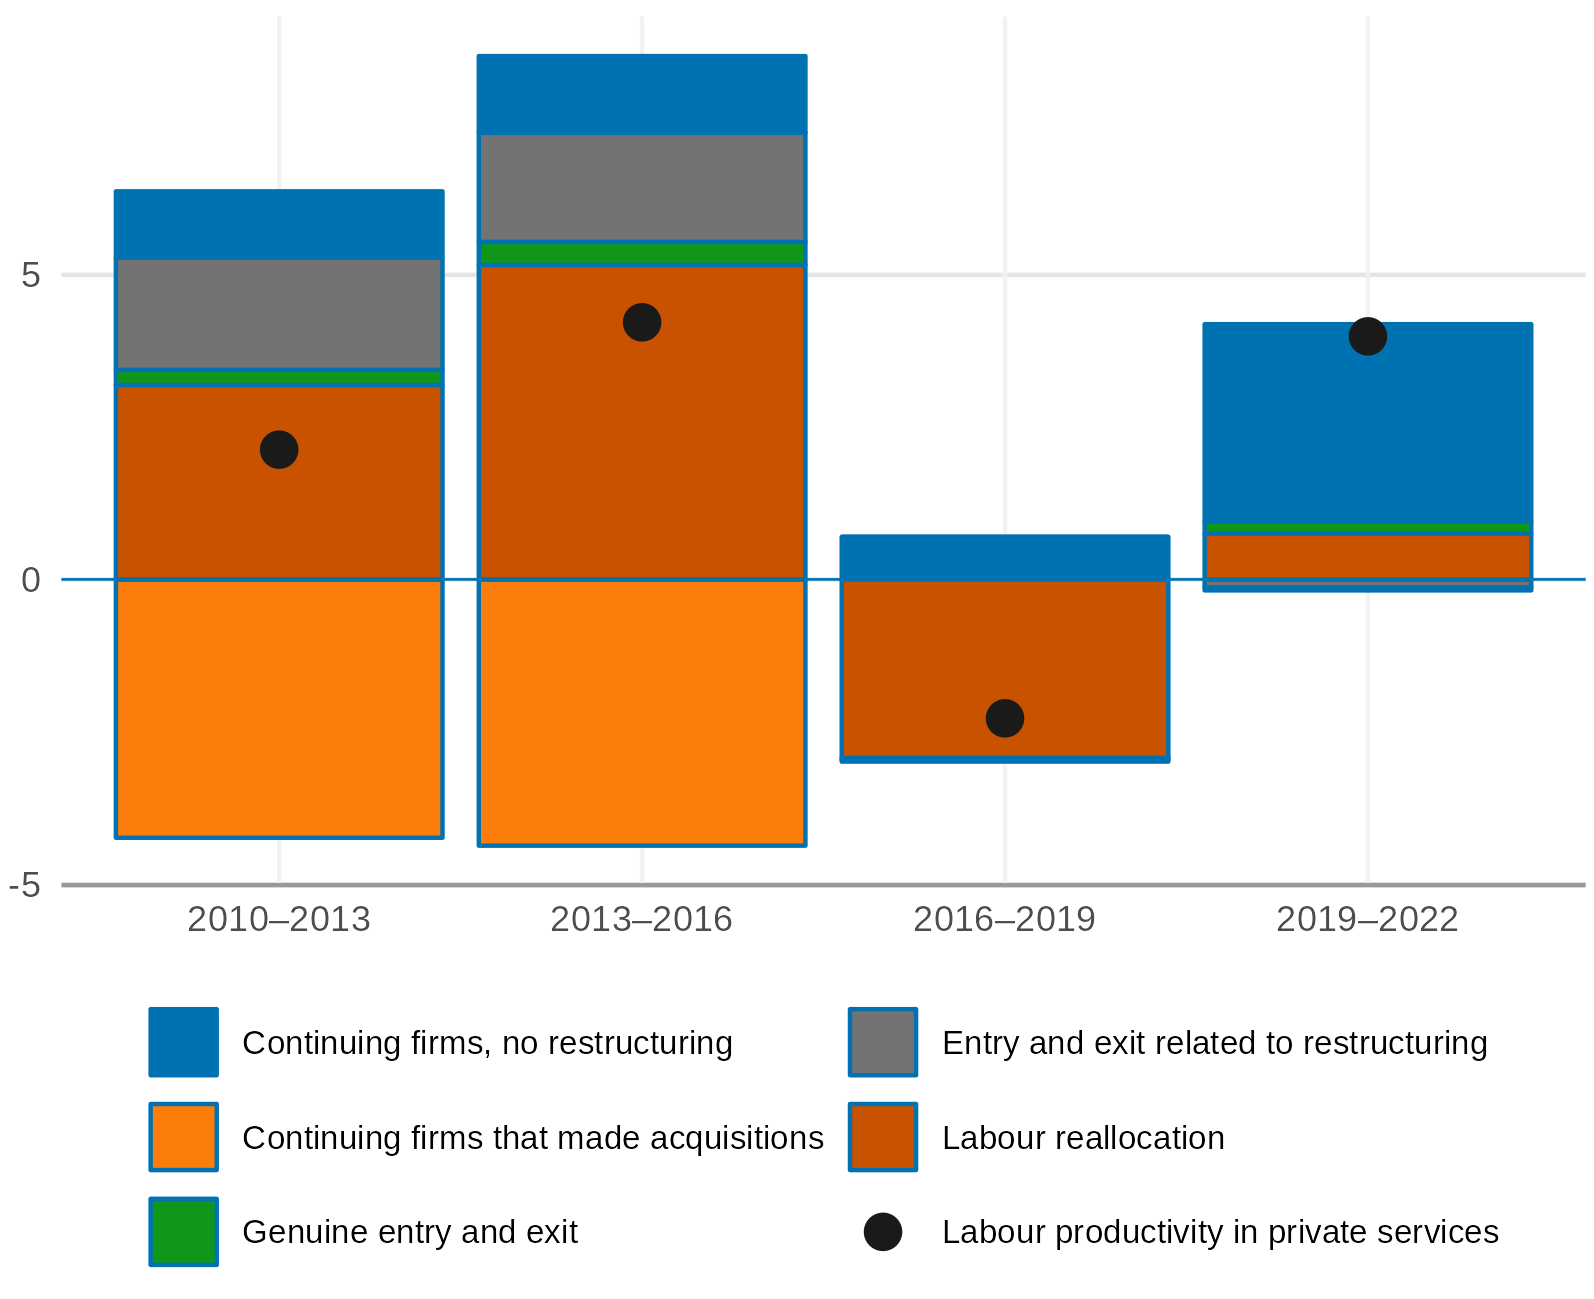 5
0
-5
2010–2013
2013–2016
2016–2019
2019–2022
Continuing firms, no restructuring
Entry and exit related to restructuring
Continuing firms that made acquisitions
Labour reallocation
Genuine entry and exit
Labour productivity in private services